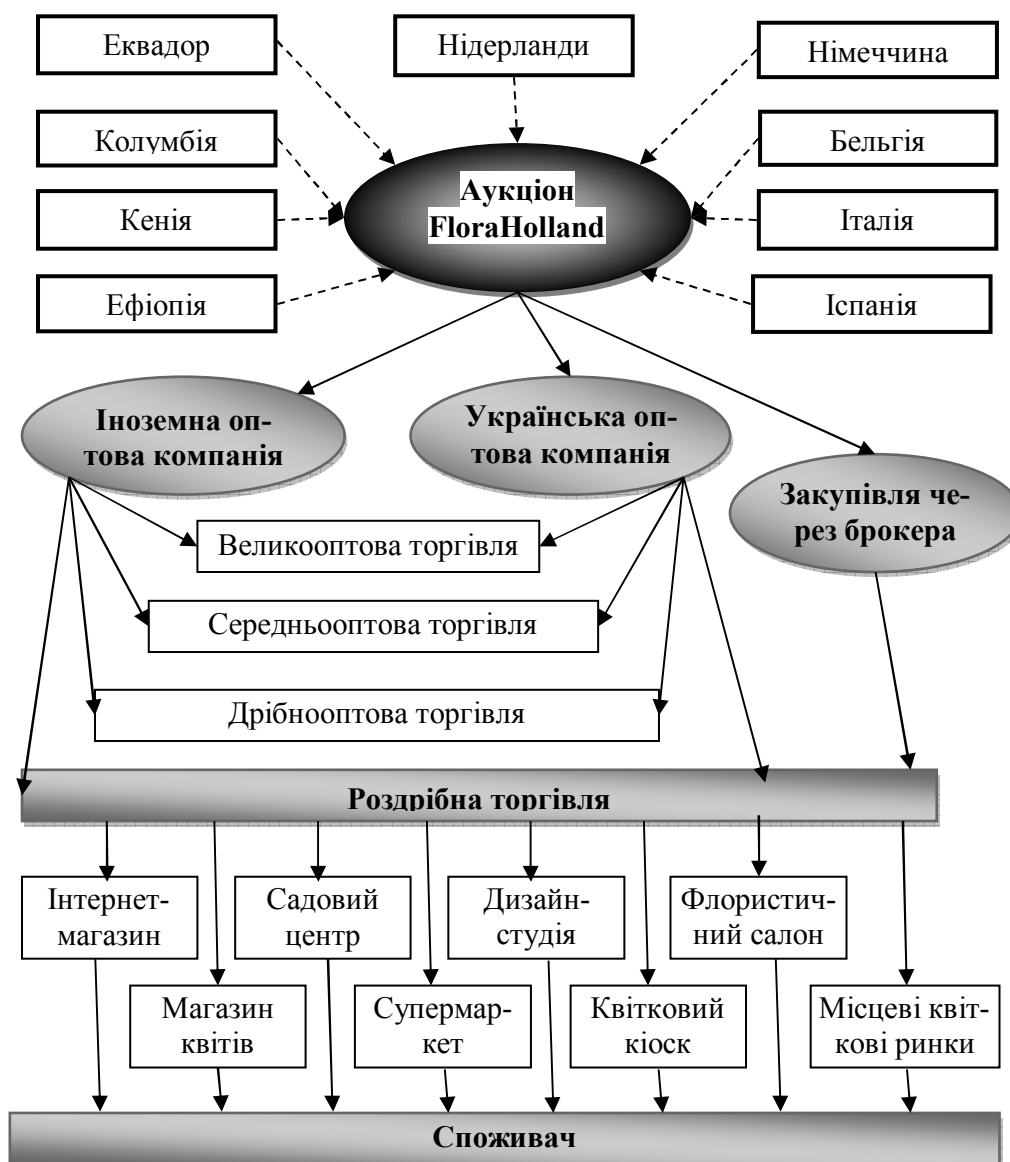 Еквадор
Нідерланди
Німеччина
Колумбія
Бельгія
Аукціон
FloraHolland
Кенія
Італія
Ефіопія
Іспанія
Іноземна оп-
това компанія
Українська оп-
това компанія
Закупівля че-
рез брокера
Великооптова торгівля
Середньооптова торгівля
Дрібнооптова торгівля
Роздрібна торгівля
Інтернет-
магазин
Садовий
центр
Дизайн-
студія
Флористич-
ний салон
Магазин
квітів
Супермар-
кет
Квітковий
кіоск
Місцеві квіт-
кові ринки
Споживач